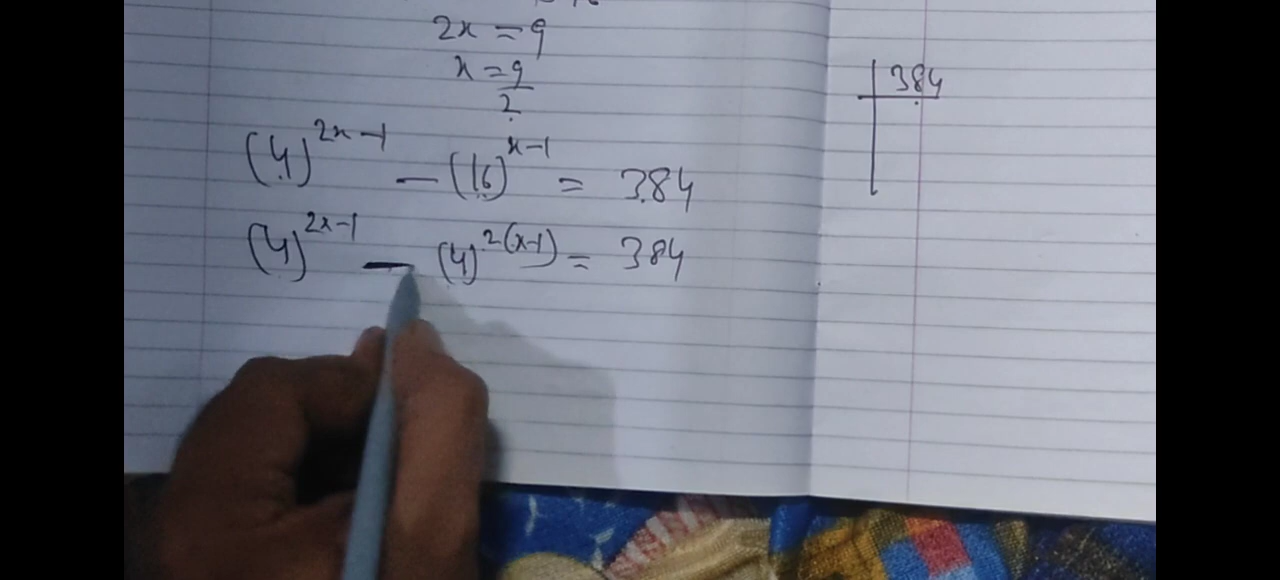 2x = 9
x = 9/2
384
(4)^{2x-1} - (16)^{x-1} = 384
(4)^{2x-1} - (4)^{2(x-1)} = 384